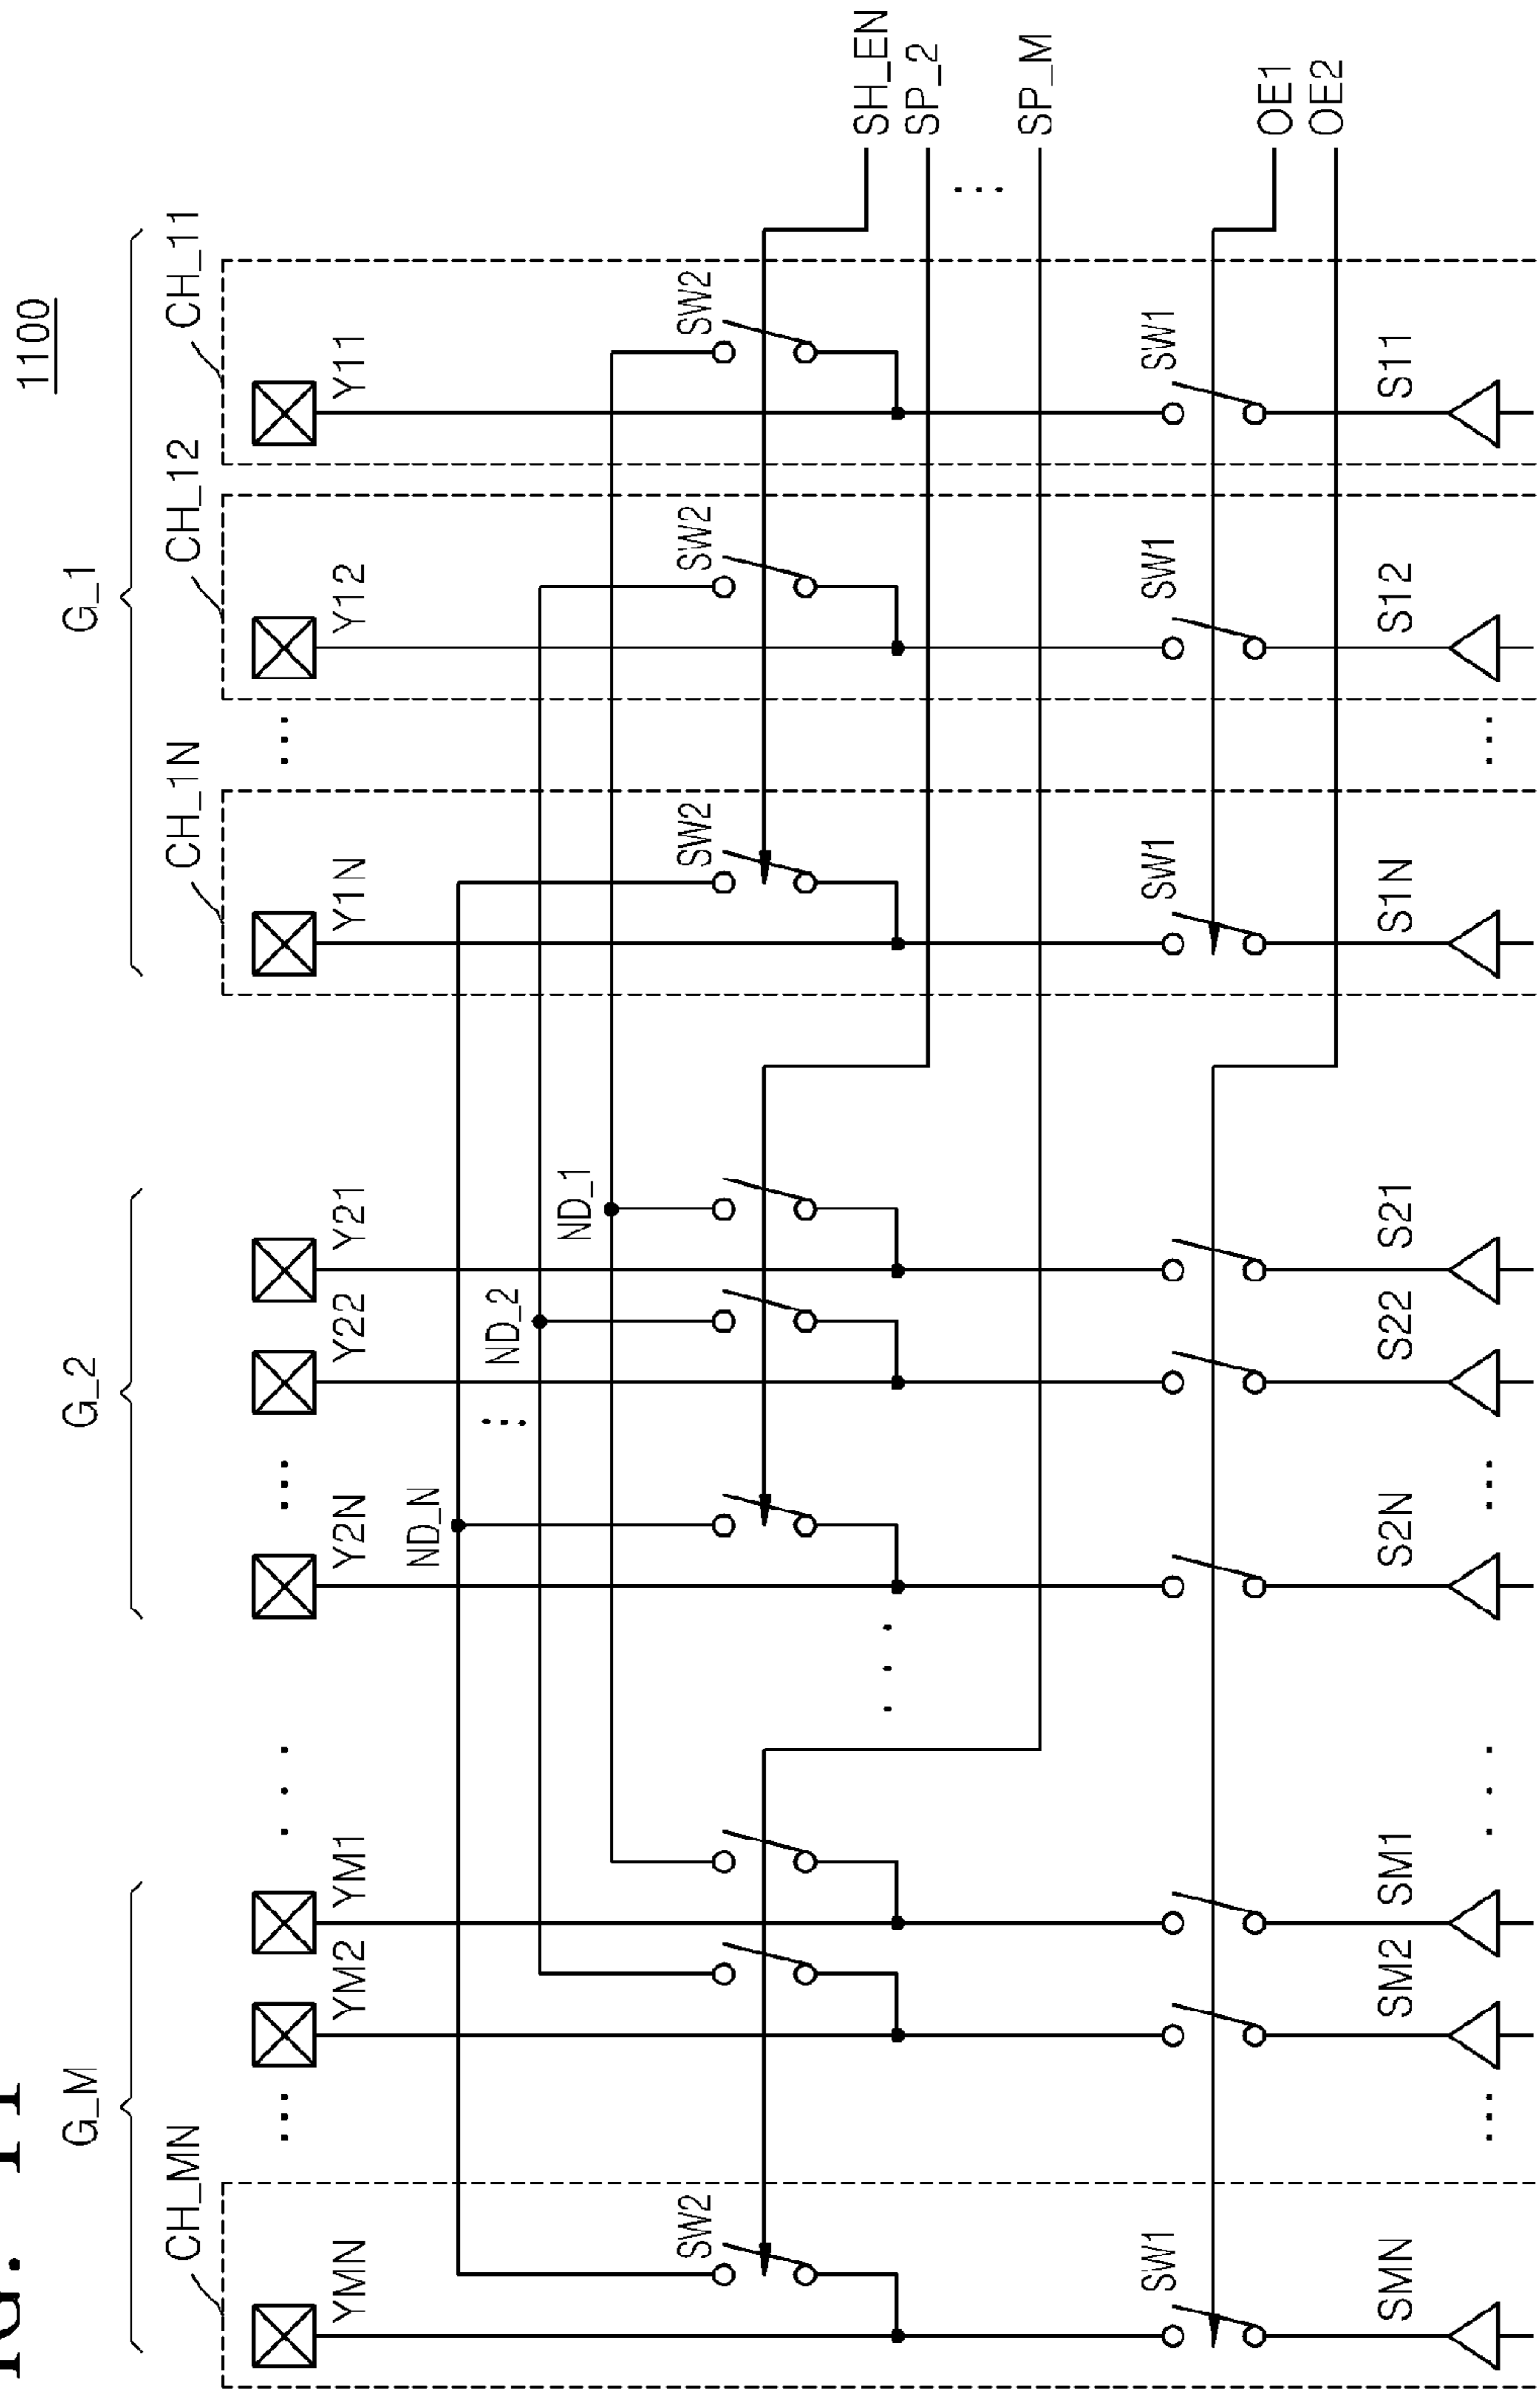 1100
G_M G_2 G_1
CH_MN CH_1N CH_12 CH_11
YMN YM2 YM1 Y2N Y22 Y21 Y1N Y12 Y11
ND_N
ND_2
ND_1
SW2 SW2 SW2 SW2
SH_EN
SP_2
SP_M
SW1 SW1 SW1 SW1
OE1
OE2
SMN SM2 SM1 S2N S22 S21 S1N S12 S11